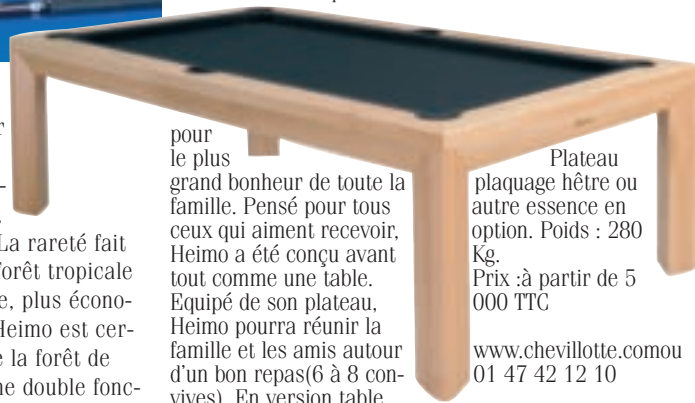 r
-
La rareté fait
forêt tropicale
e, plus écono-
Heimo est cer-
e la forêt de
ne double fonc-
pour
le plus
grand bonheur de toute la
famille. Pensé pour tous
ceux qui aiment recevoir,
Heimo a été conçu avant
tout comme une table.
Equipé de son plateau,
Heimo pourra réunir la
famille et les amis autour
d'un bon repas(6 à 8 con-
vives). En version table
Plateau
plaquage hêtre ou
autre essence en
option. Poids : 280
Kg.
Prix :à partir de 5
000 TTC
www.chevillotte.comou
01 47 42 12 10